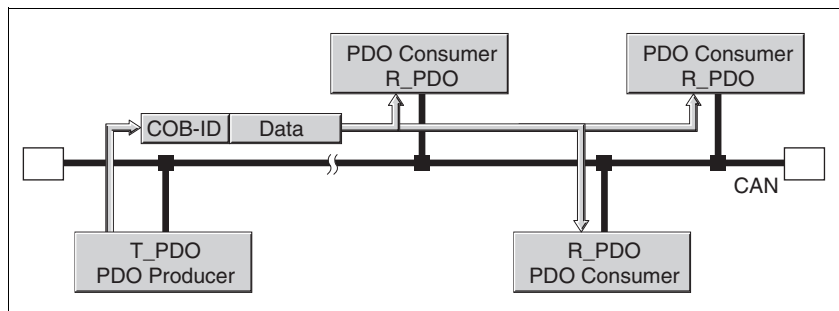 PDO Consumer
R_PDO
PDO Consumer
R_PDO
COB-ID
Data
CAN
T_PDO
PDO Producer
R_PDO
PDO Consumer